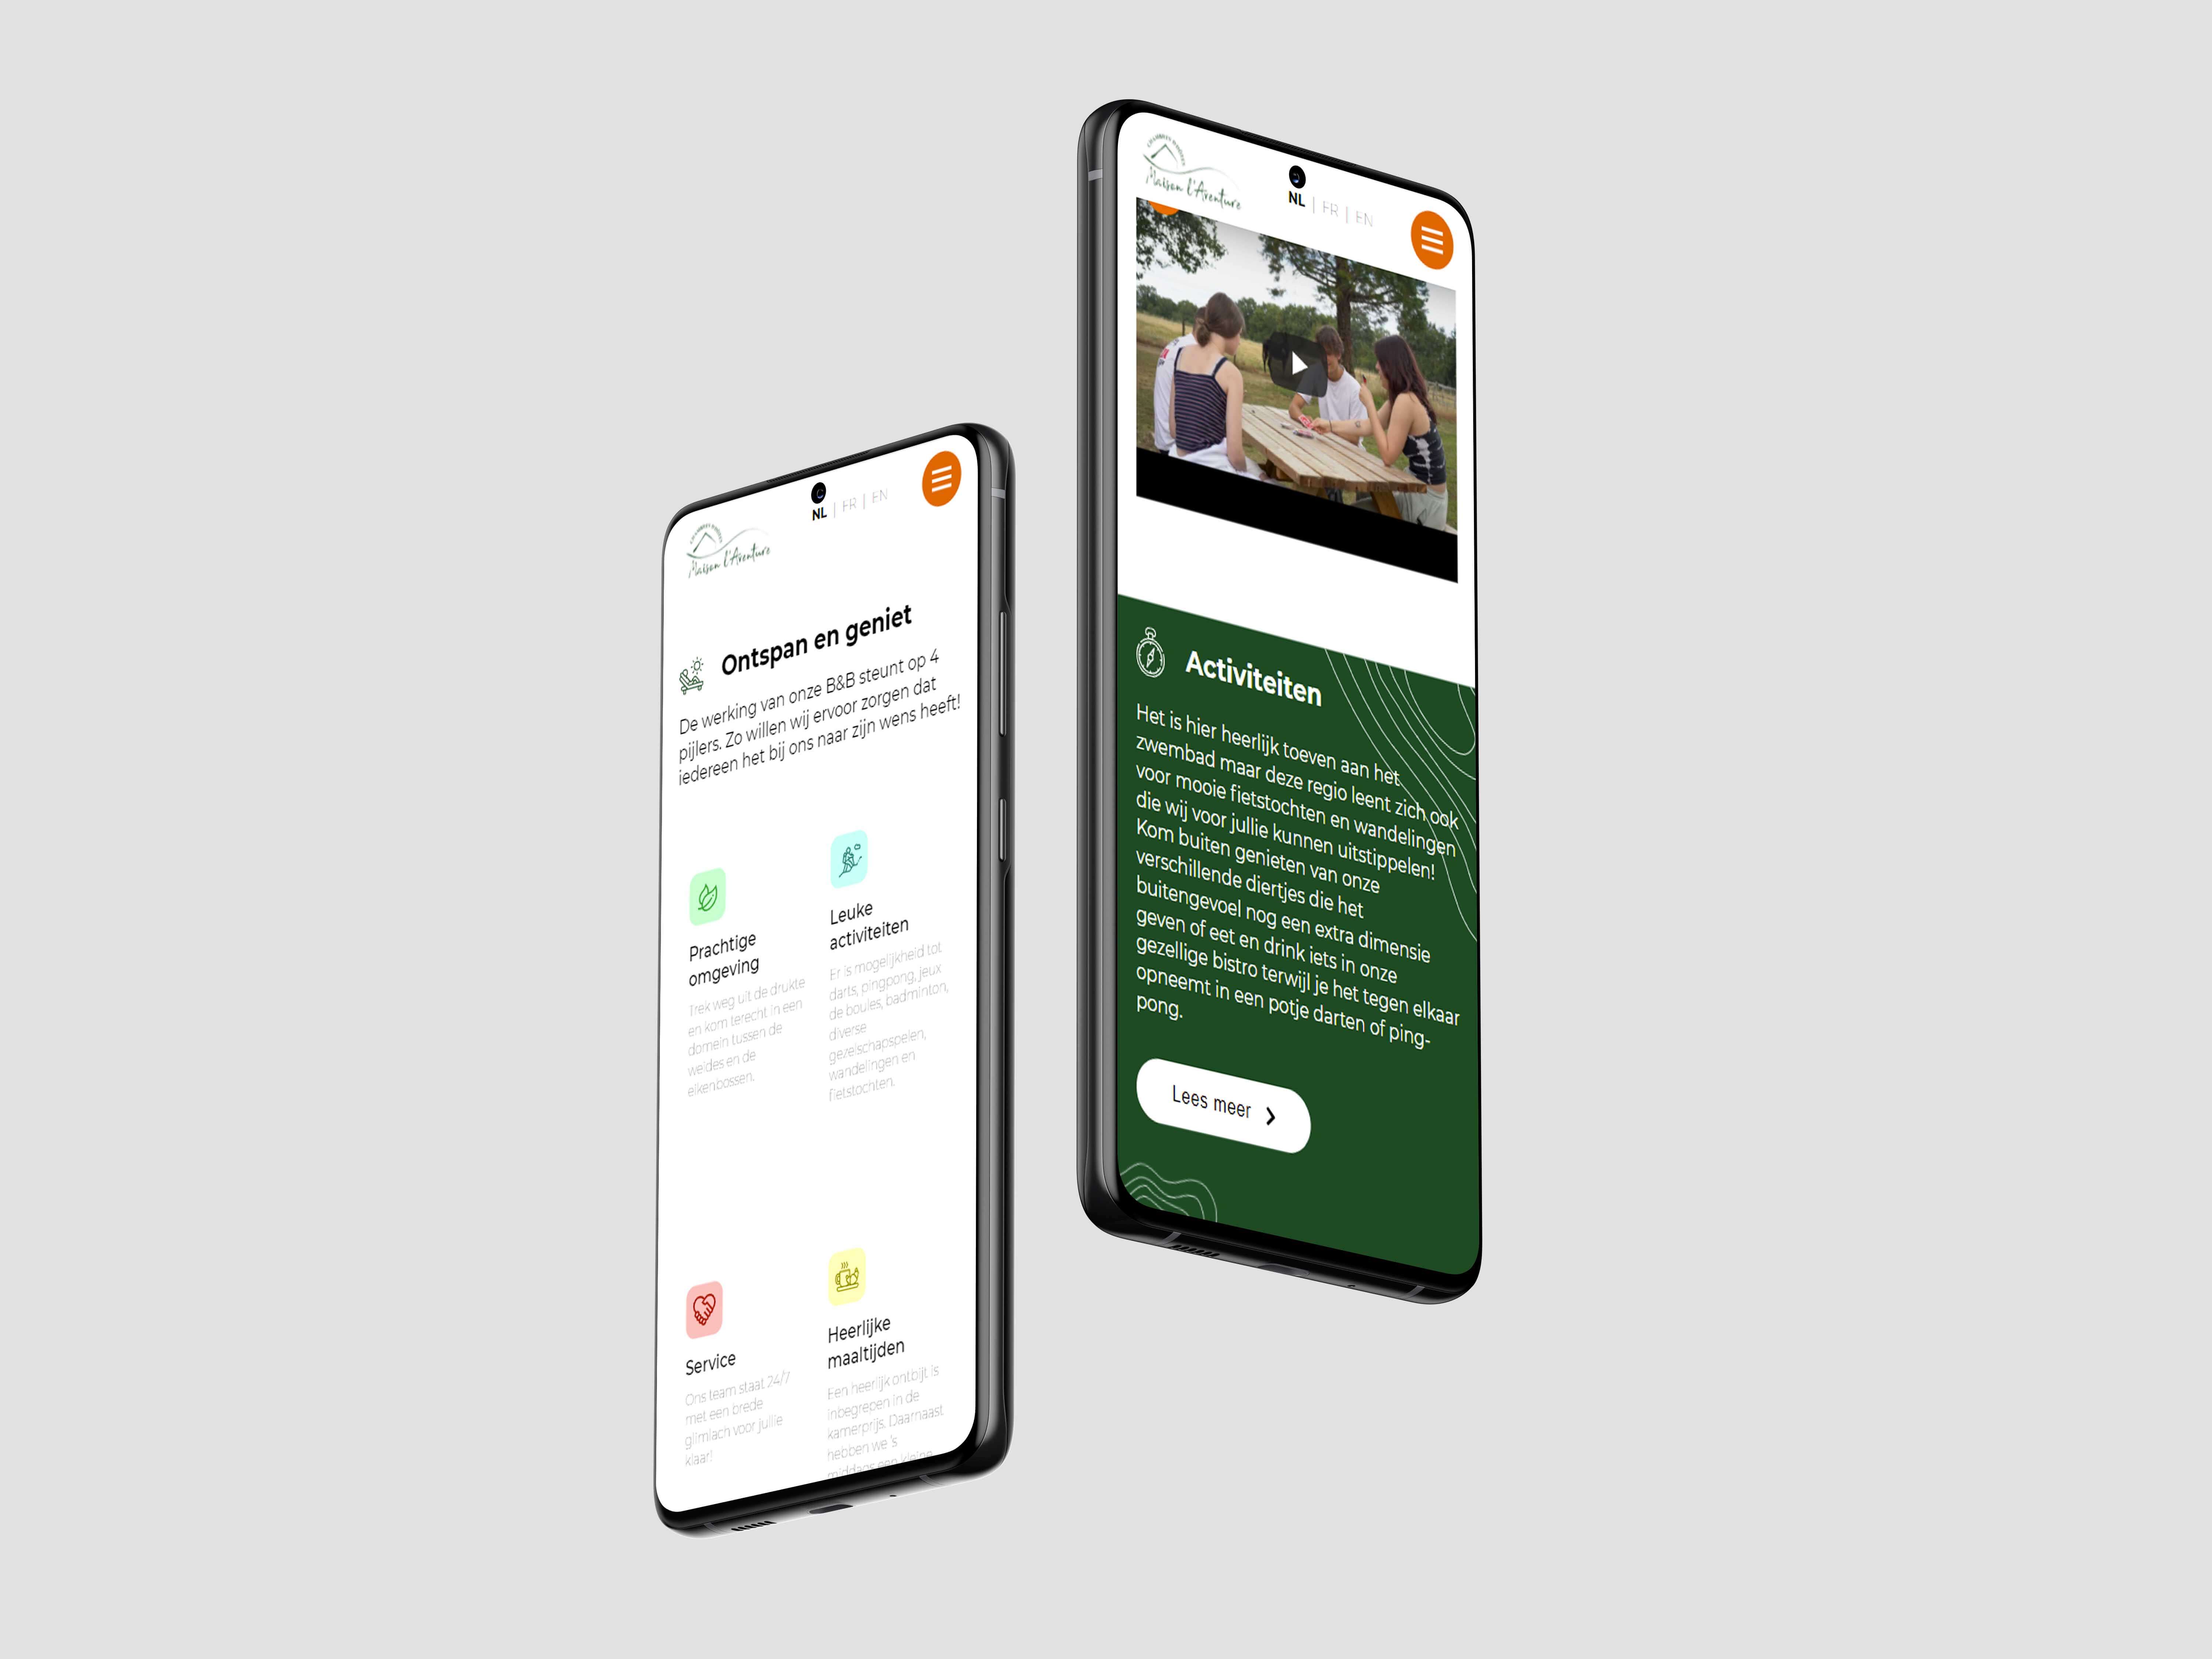 CHAMBRES D'HÔTES
Maison l'Aventure
NL | FR | EN
Ontspan en geniet
De werking van onze B&B steunt op 4
pijlers. Zo willen wij ervoor zorgen dat
iedereen het bij ons naar zijn wens heeft!
Prachtige
omgeving
Trek weg uit de drukte
en kom terecht in een
domein tussen de
weides en de
eikenbossen.
Leuke
activiteiten
Er is mogelijkheid tot
darts, pingpong, jeux
de boules, badminton,
diverse
gezelschapspelen,
wandelingen en
fietstochten.
Service
Ons team staat 24/7
met een brede
glimlach voor jullie
klaar!
Heerlijke
maaltijden
Een heerlijk ontbijt is
inbegrepen in de
kamerprijs. Daarnaast
hebben we 's
middags een kleine
CHAMBRES D'HÔTES
Maison l'Aventure
NL | FR | EN
Activiteiten
Het is hier heerlijk toeven aan het
zwembad maar deze regio leent zich ook
voor mooie fietstochten en wandelingen
die wij voor jullie kunnen uitstippelen!
Kom buiten genieten van onze
verschillende diertjes die het
buitengevoel nog een extra dimensie
geven of eet en drink iets in onze
gezellige bistro terwijl je het tegen elkaar
opneemt in een potje darten of ping-
pong.
Lees meer